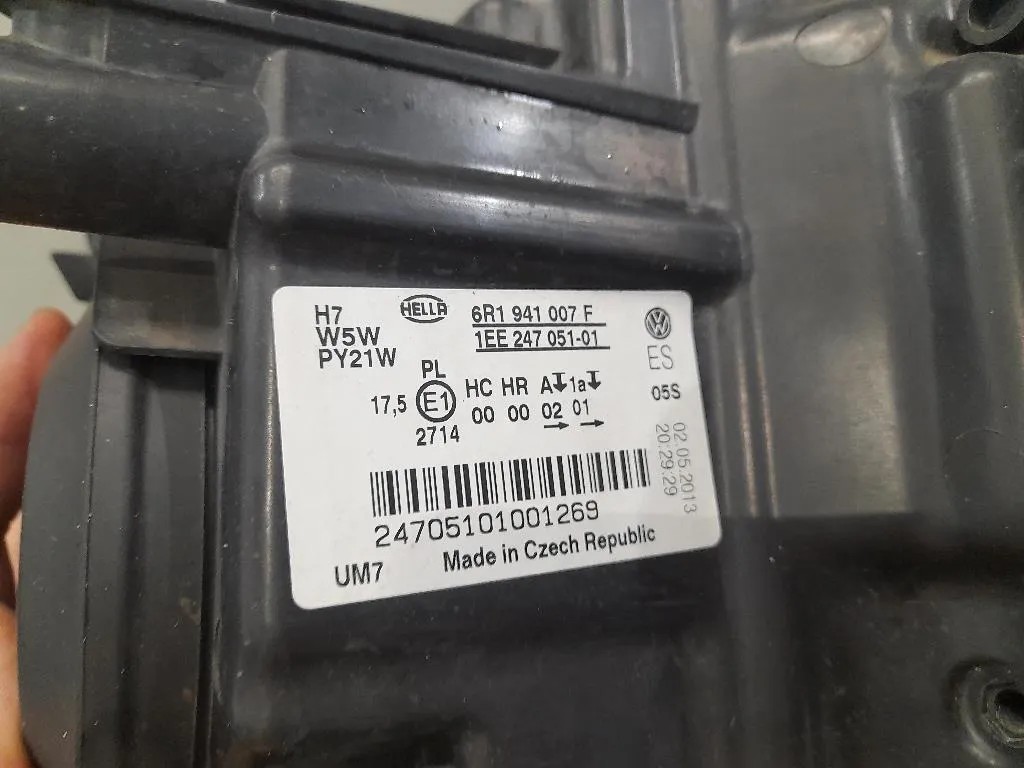 H7
W5W
PY21W
HELLA
6R1 941 007 F
1EE 247 051-01
ES
05S
PL
17,5 E1 HC HR A 1a
00 00 02 01
2714
02.05.2013
20:29:29
24705101001269
UM7 Made in Czech Republic